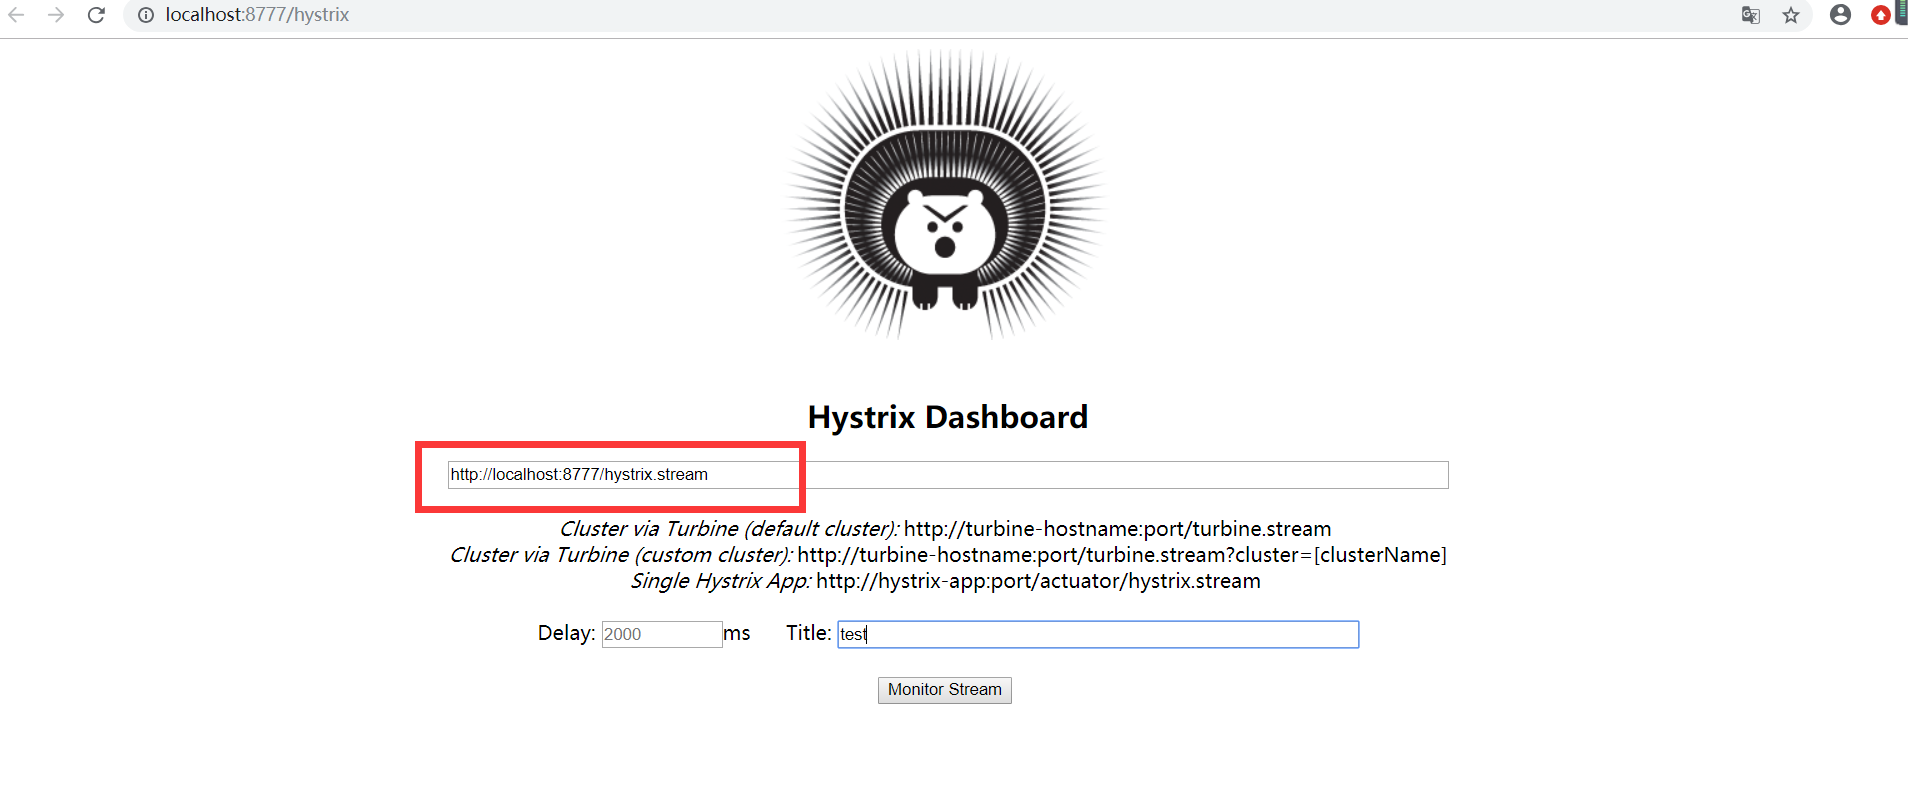 localhost:8777/hystrix
Hystrix Dashboard
http://localhost:8777/hystrix.stream
Cluster via Turbine (default cluster): http://turbine-hostname:port/turbine.stream
Cluster via Turbine (custom cluster): http://turbine-hostname:port/turbine.stream?cluster=[clusterName]
Single Hystrix App: http://hystrix-app:port/actuator/hystrix.stream
Delay: 2000 ms Title: test
Monitor Stream